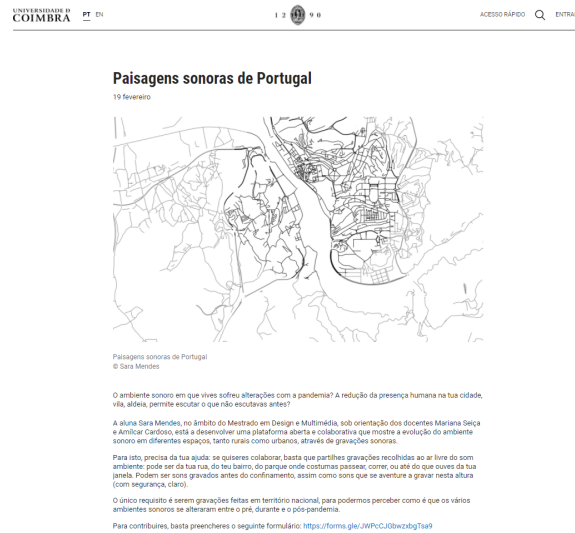 UNIVERSIDADE D
COIMBRA
PT EN
1 2 9 0
ACESSO RÁPIDO
ENTRA
Paisagens sonoras de Portugal
19 fevereiro
Paisagens sonoras de Portugal
© Sara Mendes
O ambiente sonoro em que vives sofreu alterações com a pandemia? A redução da presença humana na tua cidade,
vila, aldeia, permite escutar o que não escutavas antes?
A aluna Sara Mendes, no âmbito do Mestrado em Design e Multimédia, sob orientação dos docentes Mariana Seiça
e Amílcar Cardoso, está a desenvolver uma plataforma aberta e colaborativa que mostre a evolução do ambiente
sonoro em diferentes espaços, tanto rurais como urbanos, através de gravações sonoras.
Para isto, precisa da tua ajuda: se quiseres colaborar, basta que partilhes gravações recolhidas ao ar livre do som
ambiente: pode ser da tua rua, do teu bairro, do parque onde costumas passear, correr, ou até do que ouves da tua
janela. Podem ser sons gravados antes do confinamento, assim como sons que se aventure a gravar nesta altura
(com segurança, claro).
O único requisito é serem gravações feitas em território nacional, para podermos perceber como é que os vários
ambientes sonoros se alteraram entre o pré, durante e o pós-pandemia.
Para contribuires, basta preencheres o seguinte formulário: https://forms.gle/JWPcCJGbwzxbgTsa9